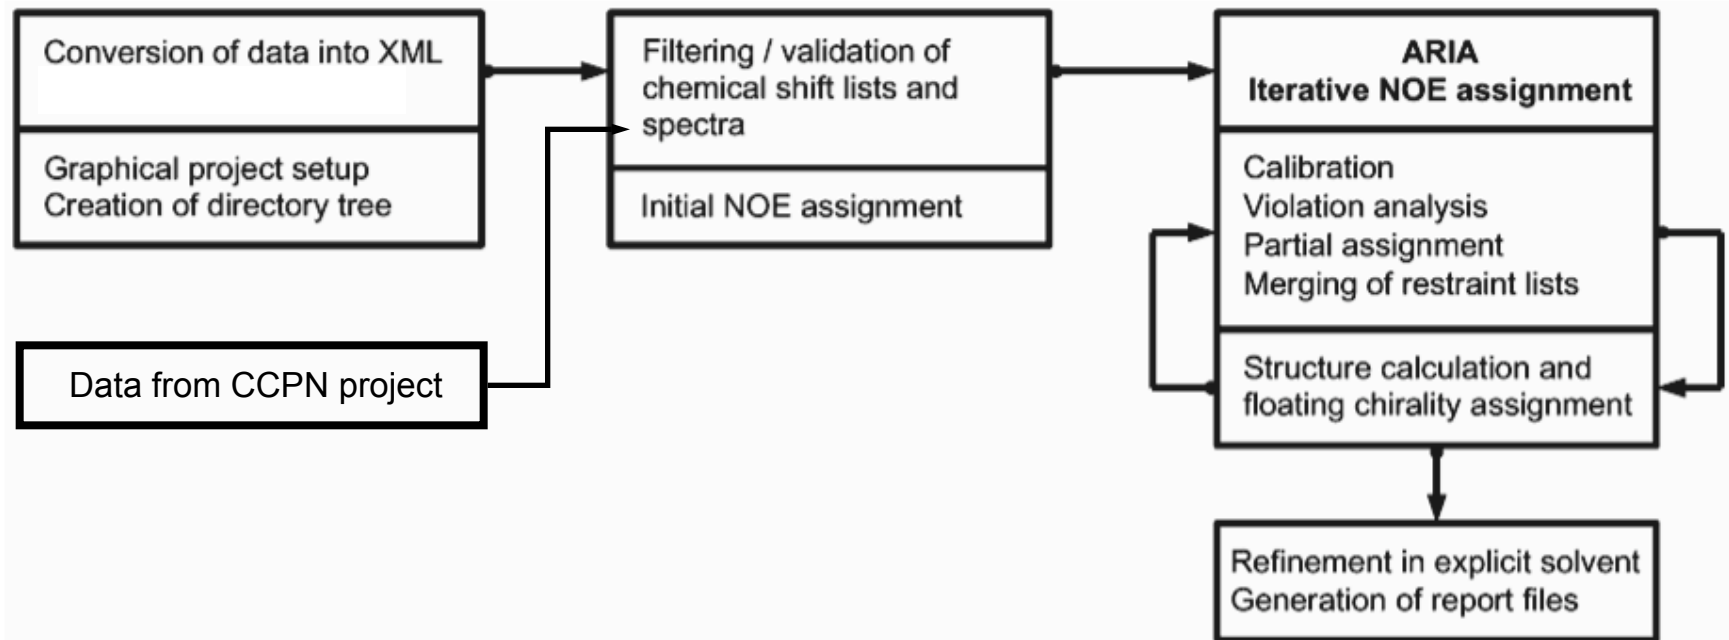 Conversion of data into XML
Graphical project setup
Creation of directory tree
Data from CCPN project
Filtering / validation of
chemical shift lists and
spectra
Initial NOE assignment
ARIA
Iterative NOE assignment
Calibration
Violation analysis
Partial assignment
Merging of restraint lists
Structure calculation and
floating chirality assignment
Refinement in explicit solvent
Generation of report files